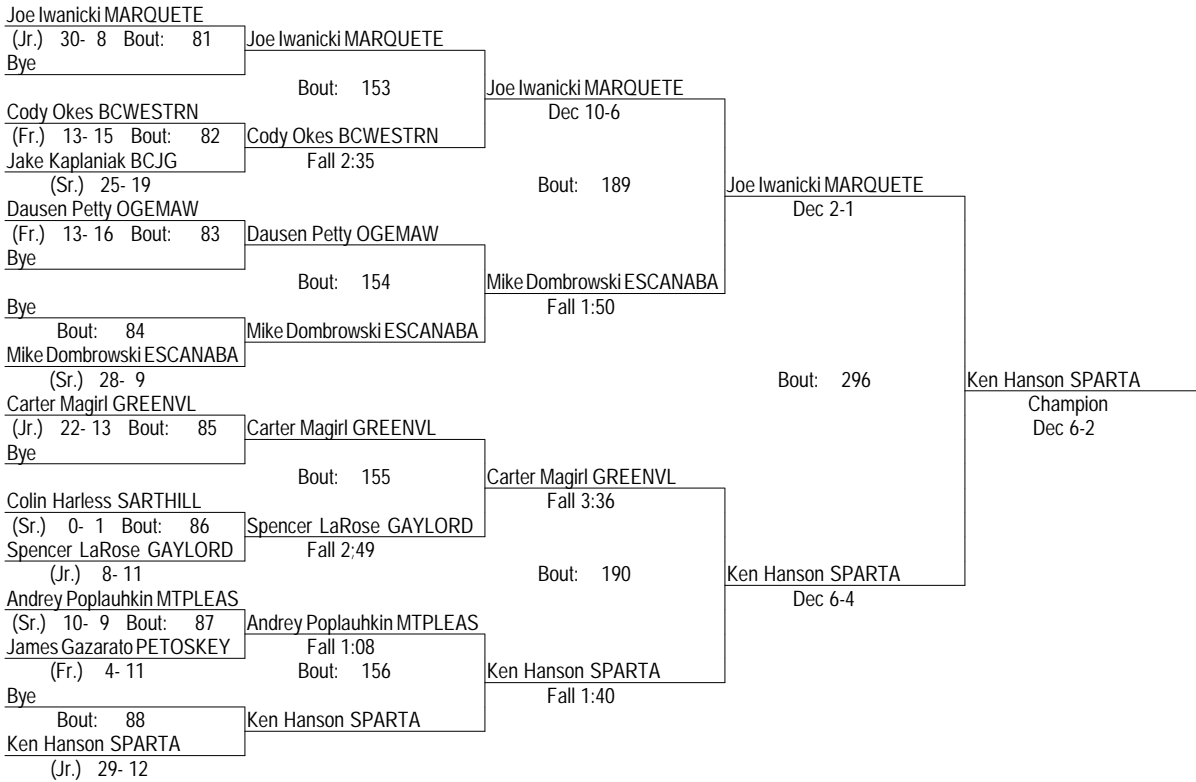 Joe Iwanicki MARQUETE
(Jr.) 30- 8 Bout: 81
Joe Iwanicki MARQUETE
Bye
Bout: 153
Joe Iwanicki MARQUETE
Cody Okes BCWESTRN
Dec 10-6
(Fr.) 13- 15 Bout: 82
Cody Okes BCWESTRN
Jake Kaplaniak BCJG
Fall 2:35
(Sr.) 25- 19
Bout: 189
Joe Iwanicki MARQUETE
Dausen Petty OGEMAW
Dec 2-1
(Fr.) 13- 16 Bout: 83
Dausen Petty OGEMAW
Bye
Bout: 154
Mike Dombrowski ESCANABA
Bye
Fall 1:50
Bout: 84
Mike Dombrowski ESCANABA
Mike Dombrowski ESCANABA
(Sr.) 28- 9
Bout: 296
Ken Hanson SPARTA
Carter Magirl GREENVL
Champion
(Jr.) 22- 13 Bout: 85
Carter Magirl GREENVL
Dec 6-2
Bye
Bout: 155
Carter Magirl GREENVL
Colin Harless SARTHILL
Fall 3:36
(Sr.) 0- 1 Bout: 86
Spencer LaRose GAYLORD
Spencer LaRose GAYLORD
Fall 2;49
(Jr.) 8- 11
Bout: 190
Ken Hanson SPARTA
Andrey Poplauhkin MTPLEAS
Dec 6-4
(Sr.) 10- 9 Bout: 87
Andrey Poplauhkin MTPLEAS
James Gazarato PETOSKEY
Fall 1:08
(Fr.) 4- 11
Bout: 156
Ken Hanson SPARTA
Bye
Fall 1:40
Bout: 88
Ken Hanson SPARTA
Ken Hanson SPARTA
(Jr.) 29- 12